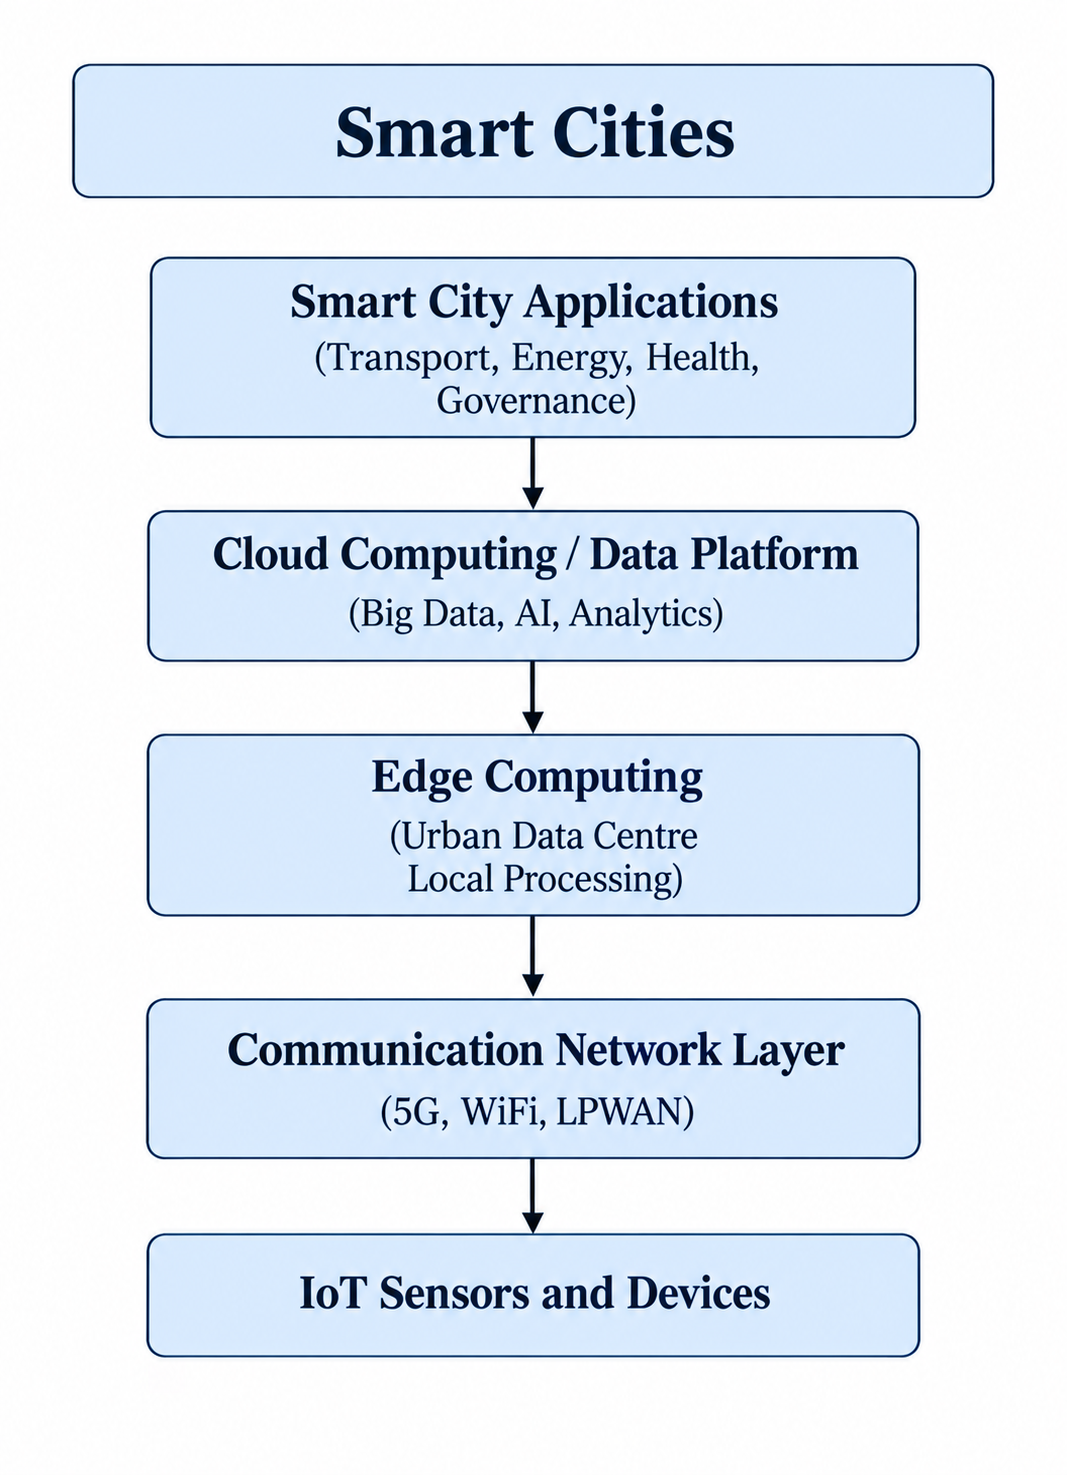 Smart Cities
Smart City Applications
(Transport, Energy, Health,
Governance)
Cloud Computing / Data Platform
(Big Data, AI, Analytics)
Edge Computing
(Urban Data Centre
Local Processing)
Communication Network Layer
(5G, WiFi, LPWAN)
IoT Sensors and Devices